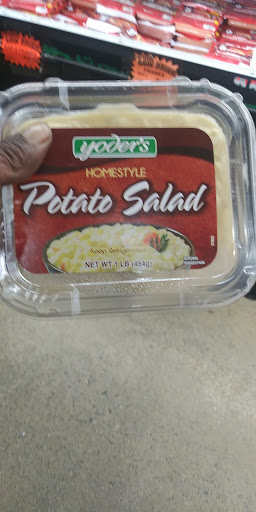 yoder's
HOMESTYLE
Potato Salad
Keep Refrigerated
NET WT 1 LB (454g)